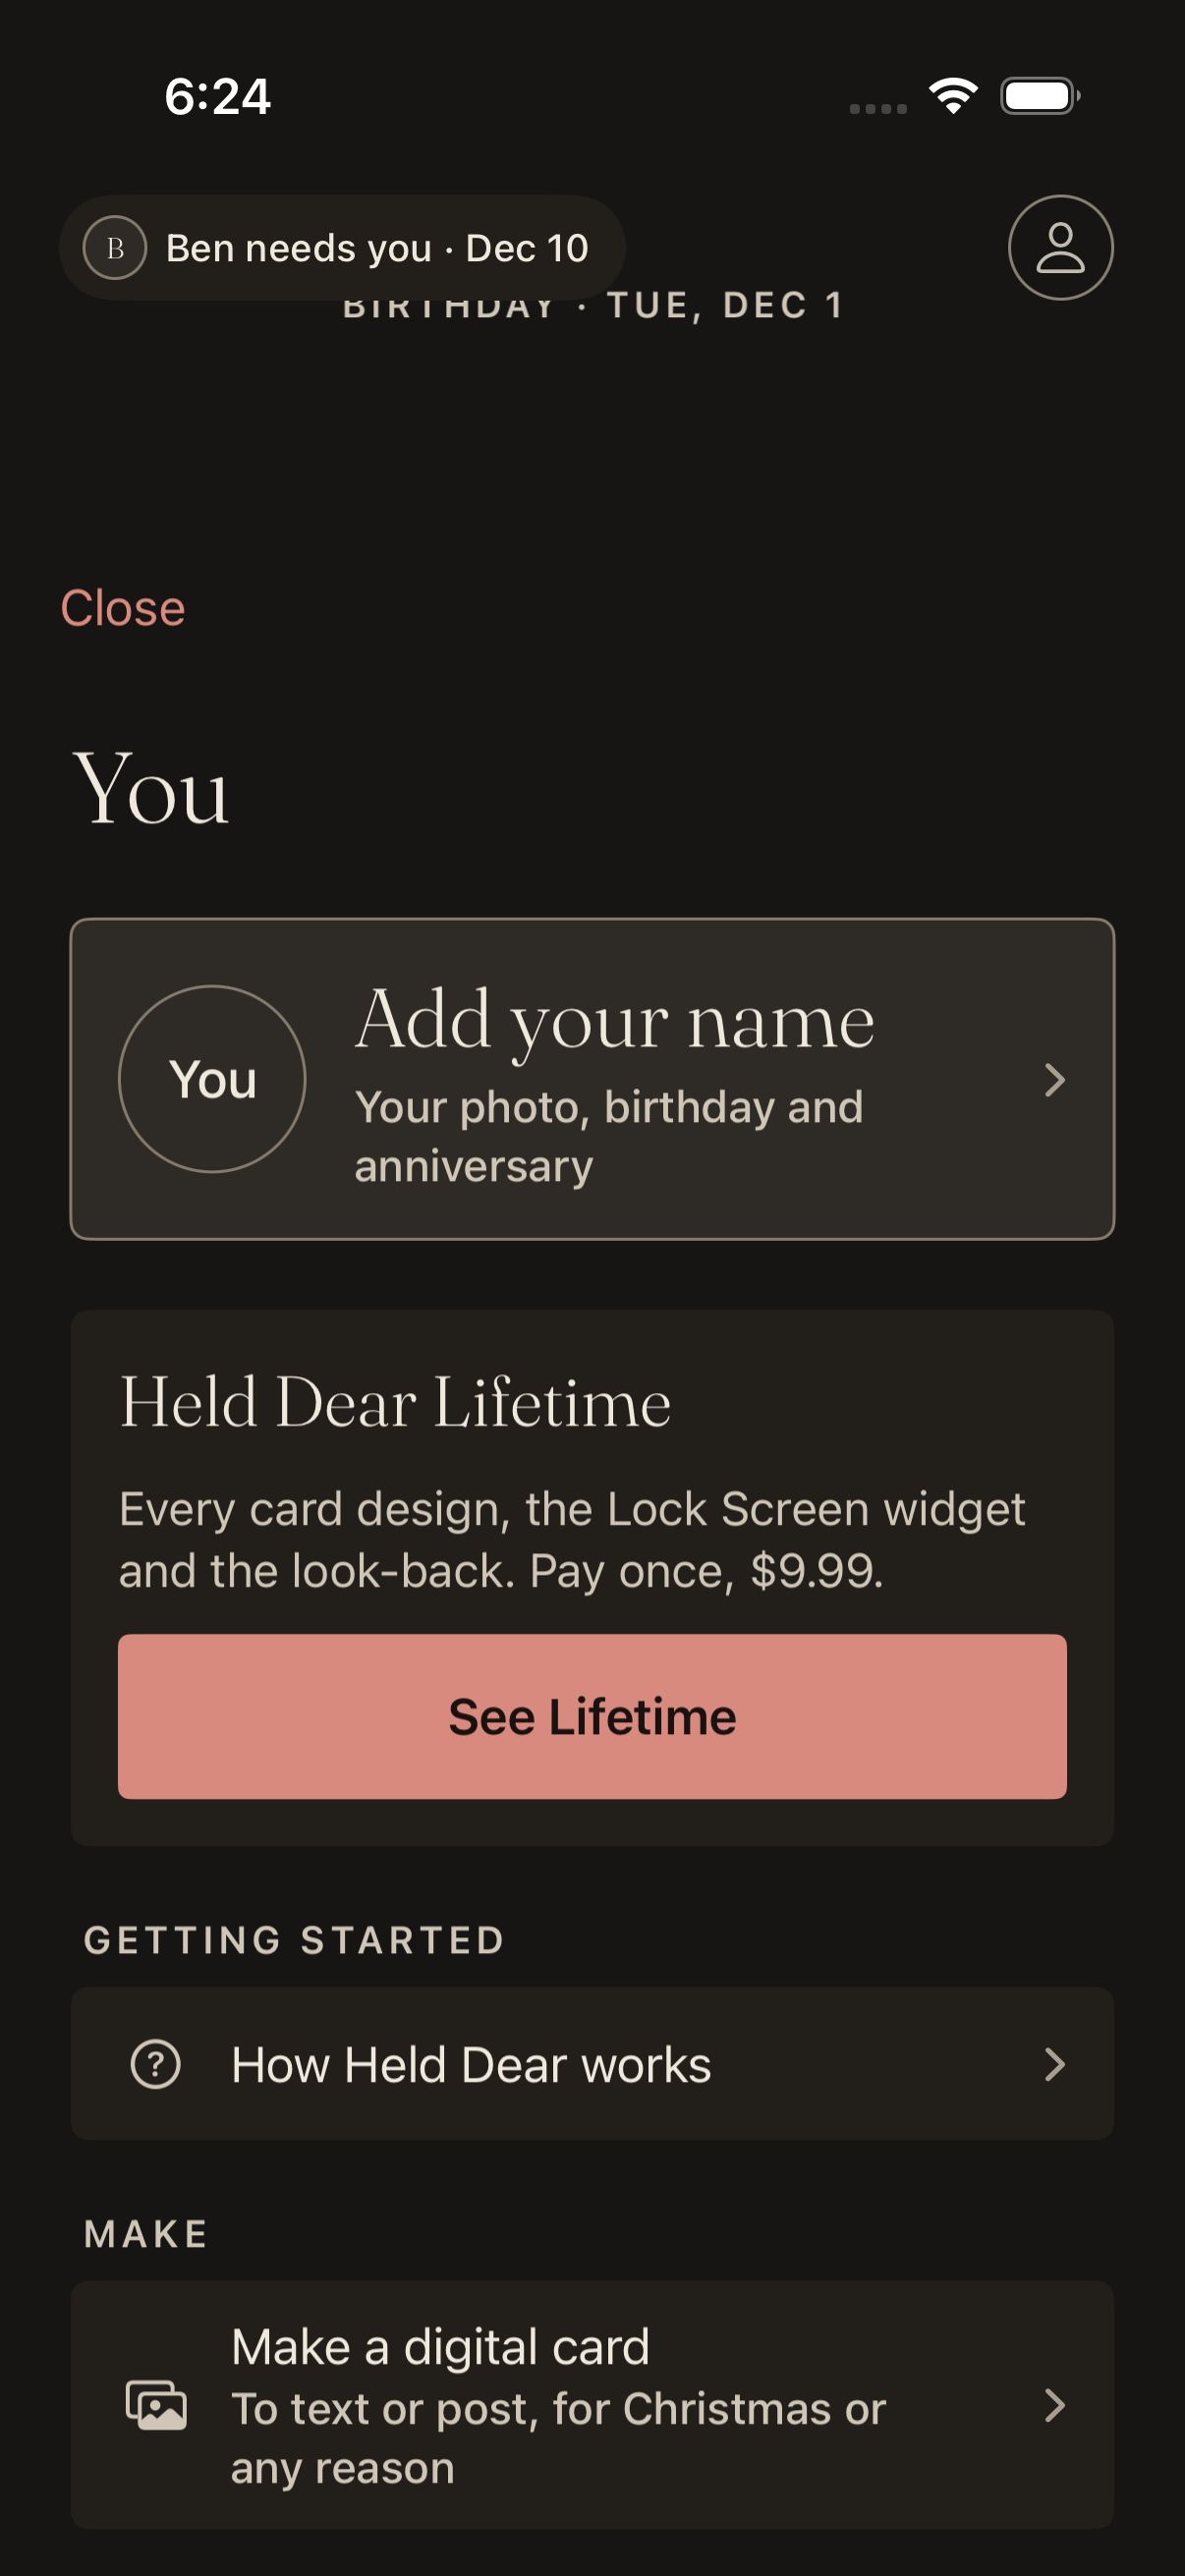 6:24
B Ben needs you · Dec 10
BIRTHDAY · TUE, DEC 1
Close
You
Add your name
You
Your photo, birthday and
anniversary
Held Dear Lifetime
Every card design, the Lock Screen widget
and the look-back. Pay once, $9.99.
See Lifetime
GETTING STARTED
? How Held Dear works
MAKE
Make a digital card
To text or post, for Christmas or
any reason